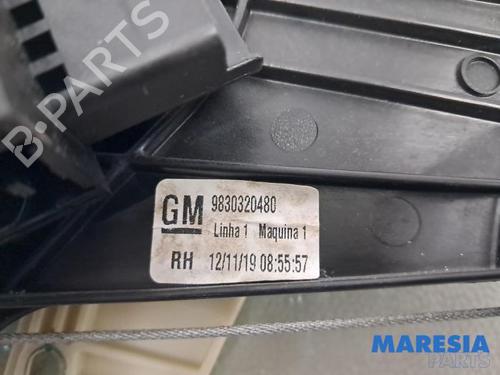 B-PARTS
GM 9830320480
Linha 1 Maquina 1
RH 12/11/19 08:55:57
MARESIA
PARTS